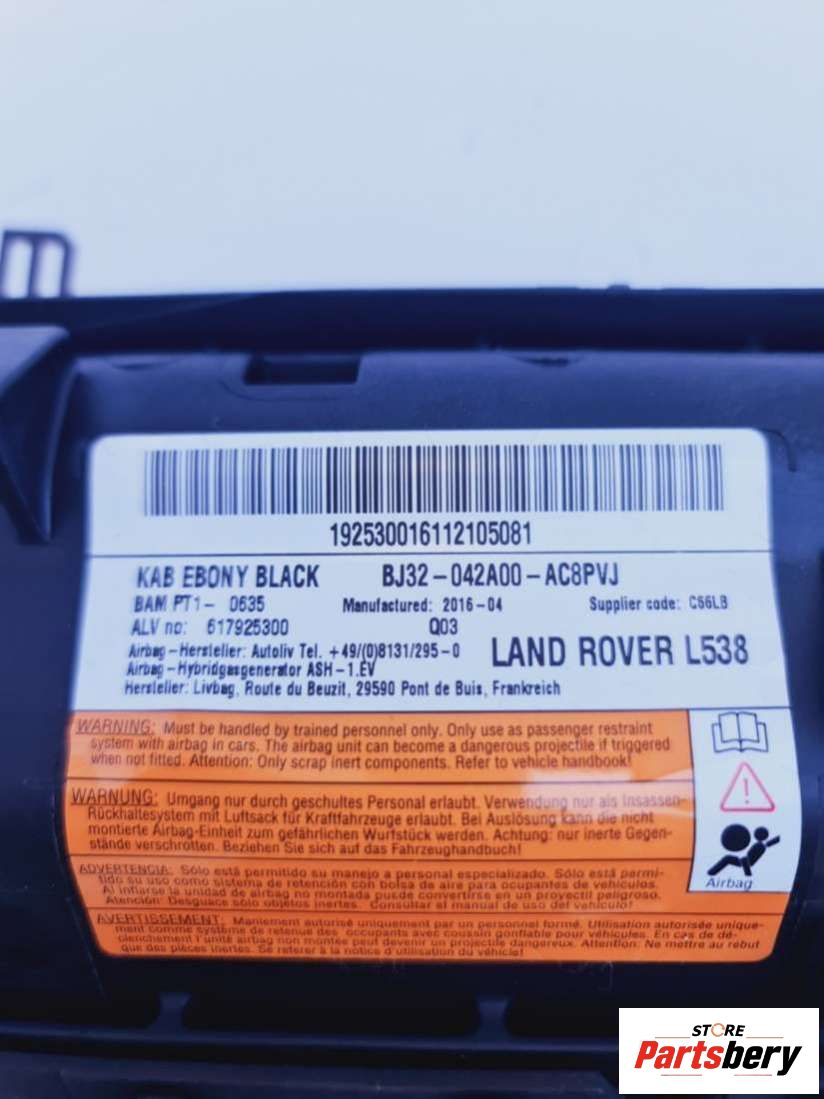 192530016112105081
KAB EBONY BLACK BJ32-042A00-AC8PVJ
BAM PT1- 0635 Manufactured: 2016-04 Supplier code: C56LB
ALV no: 617925300 Q03
Airbag-Hersteller: Autoliv Tel. +49/(0)8131/295-0 LAND ROVER L538
Airbag-Hybridgasgenerator ASH-1.EV
Hersteller: Livbag, Route du Beuzit, 29590 Pont de Buis, Frankreich
WARNING: Must be handled by trained personnel only. Only use as passenger restraint
system with airbag in cars. The airbag unit can become a dangerous projectile if triggered
when not fitted. Attention: Only scrap inert components. Refer to vehicle handbook!
WARNUNG: Umgang nur durch geschultes Personal erlaubt. Verwendung nur als Insassen-
Rückhaltesystem mit Luftsack für Kraftfahrzeuge erlaubt. Bei Auslösung kann die nicht
montierte Airbag-Einheit zum gefährlichen Wurfstück werden. Achtung: nur inerte Gegen-
stände verschrotten. Beziehen Sie sich auf das Fahrzeughandbuch!
ADVERTENCIA: Sólo está permitido su manejo a personal especializado. Sólo está permi-
tido su uso como sistema de retención con bolsa de aire para ocupantes de vehículos.
Al inflarse la unidad de airbag no montada puede convertirse en un proyectil peligroso.
Atención: Desguace sólo objetos inertes. Consultar el manual de uso del vehículo!
AVERTISSEMENT: Maniement autorisé uniquement par un personnel formé. Utilisation autorisée unique-
ment comme système de retenue des occupants avec coussin gonflable pour véhicules. En cas de dé-
clenchement l'unité airbag non montée peut devenir un projectile dangereux. Attention: Ne mettre au rebut
que des pièces inertes. Se référer à la notice d'utilisation du véhicule!
Airbag
STORE
Partsbery